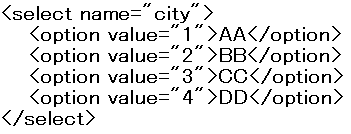 <select name="city">
   <option value="1">AA</option>
   <option value="2">BB</option>
   <option value="3">CC</option>
   <option value="4">DD</option>
</select>